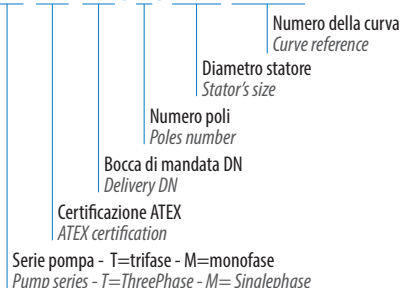 Numero della curva
Curve reference
Diametro statore
Stator's size
Numero poli
Poles number
Bocca di mandata DN
Delivery DN
Certificazione ATEX
ATEX certification
Serie pompa - T=trifase - M=monofase
Pump series - T=ThreePhase - M= Singlephase